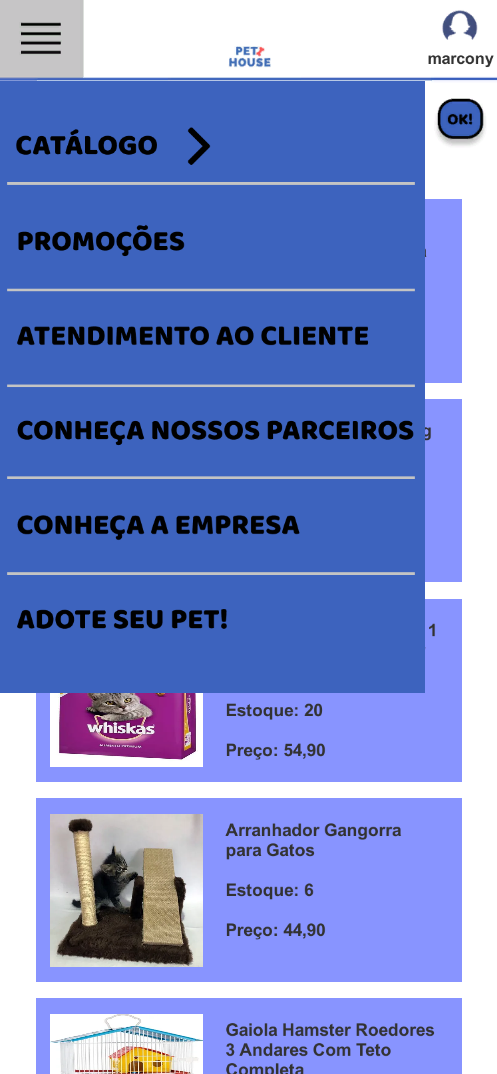 PET
HOUSE
marcony
OK!
CATÁLOGO
PROMOÇÕES
ATENDIMENTO AO CLIENTE
CONHEÇA NOSSOS PARCEIROS
g
CONHEÇA A EMPRESA
ADOTE SEU PET!
1
whiskas
Estoque: 20
Preço: 54,90
Arranhador Gangorra
para Gatos
Estoque: 6
Preço: 44,90
Gaiola Hamster Roedores
3 Andares Com Teto
Completa